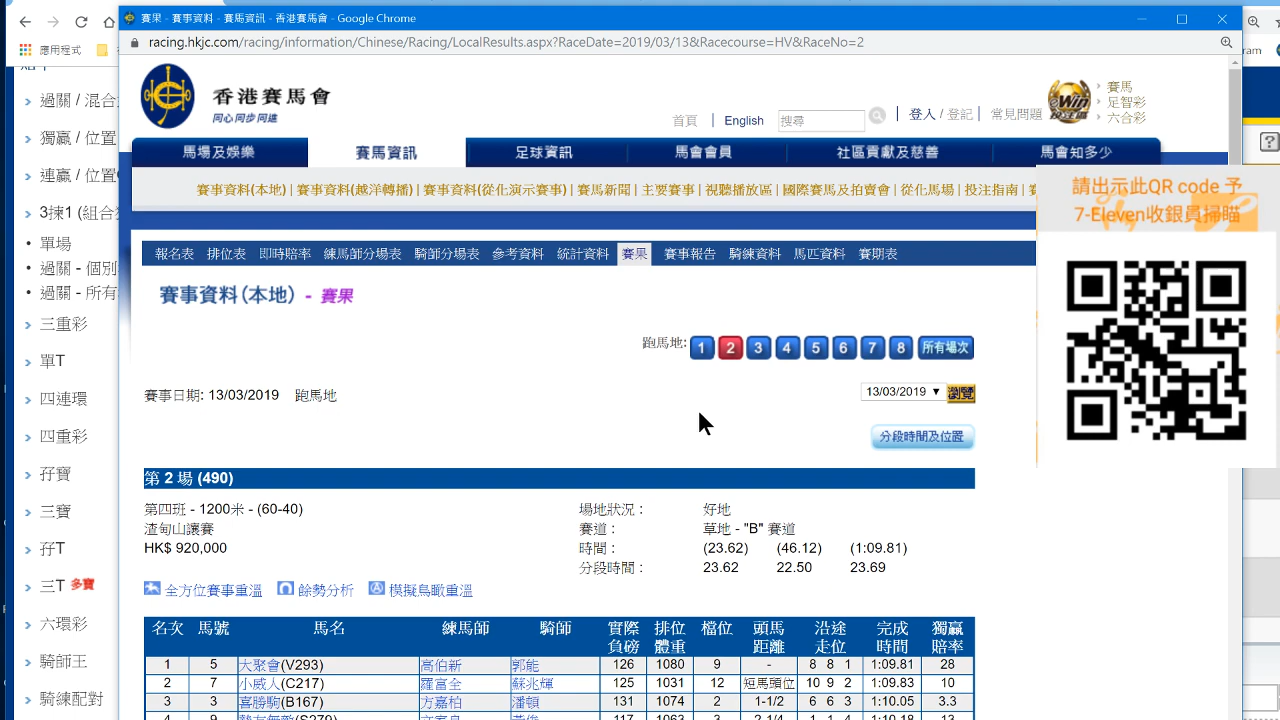 賽果 - 賽事資料 - 賽馬資訊 - 香港賽馬會 - Google Chrome
racing.hkjc.com/racing/information/Chinese/Racing/LocalResults.aspx?RaceDate=2019/03/13&Racecourse=HV&RaceNo=2
應用程式
過關 / 混合
獨贏 / 位置
連贏 / 位置
3揀1 (組合
單場
過關 - 個別
過關 - 所有
三重彩
單T
四連環
四重彩
孖寶
三寶
孖T
三T 多寶
六環彩
騎師王
騎練配對
香港賽馬會
同心同步同進
首頁 | English 搜尋 | 登入 / 登記 | 常見問題
eWin
賽馬
足智彩
六合彩
馬場及娛樂 賽馬資訊 足球資訊 馬會會員 社區貢獻及慈善 馬會知多少
賽事資料(本地) | 賽事資料(越洋轉播) | 賽事資料(從化演示賽事) | 賽馬新聞 | 主要賽事 | 視聽播放區 | 國際賽馬及拍賣會 | 從化馬場 | 投注指南 |
請出示此QR code 予
7-Eleven收銀員掃瞄
報名表 排位表 即時賠率 練馬師分場表 騎師分場表 參考資料 統計資料 賽果 賽事報告 騎練資料 馬匹資料 賽期表
賽事資料(本地) - 賽果
跑馬地: 1 2 3 4 5 6 7 8 所有場次
賽事日期: 13/03/2019 跑馬地
13/03/2019 瀏覽
分段時間及位置
第 2 場 (490)
第四班 - 1200米 - (60-40) 場地狀況 : 好地
渣甸山讓賽 賽道 : 草地 - "B" 賽道
HK$ 920,000 時間 : (23.62) (46.12) (1:09.81)
分段時間 : 23.62 22.50 23.69
全方位賽事重溫 餘勢分析 模擬鳥瞰重溫
名次 馬號 馬名 練馬師 騎師 實際負磅 排位體重 檔位 頭馬距離 沿途走位 完成時間 獨贏賠率
1 5 大聚會(V293) 高伯新 郭能 126 1080 9 - 8 8 1 1:09.81 28
2 7 小威人(C217) 羅富全 蘇兆輝 125 1031 12 短馬頭位 10 9 2 1:09.83 10
3 3 喜勝駒(B167) 方嘉柏 潘頓 131 1074 2 1-1/2 6 6 3 1:10.05 3.3